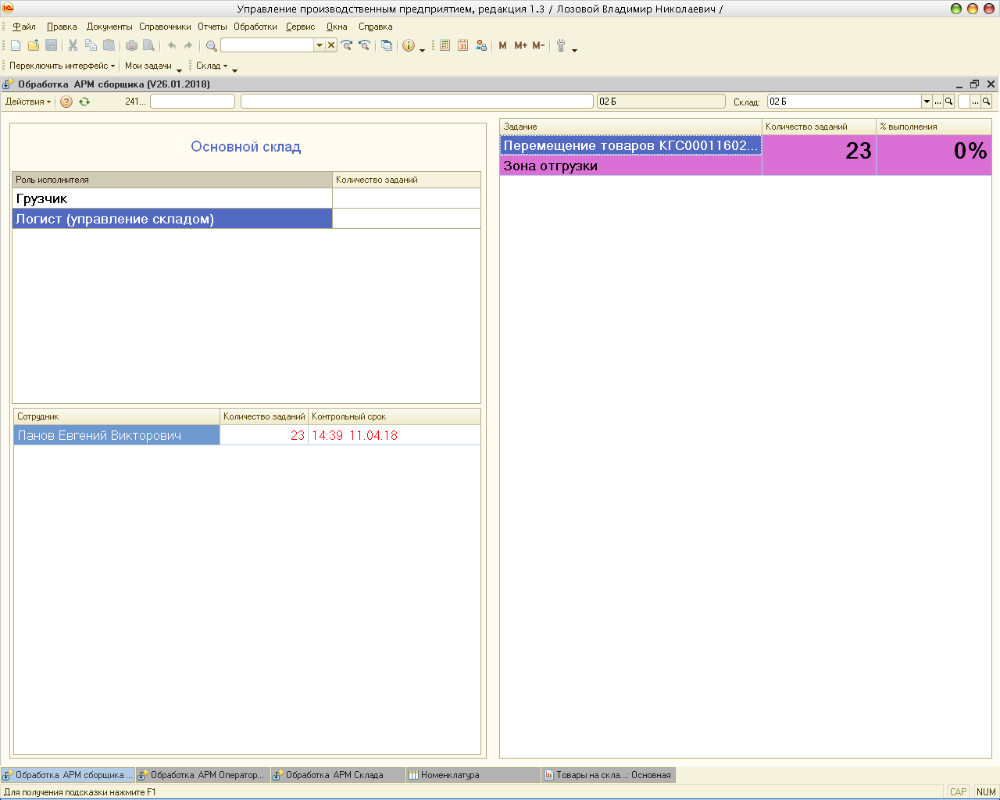 Управление производственным предприятием, редакция 1.3 / Лозовой Владимир Николаевич /
Файл Правка Документы Справочники Отчеты Обработки Сервис Окна Справка
M M+ M-
Переключить интерфейс Мои задачи Склад
Обработка АРМ сборщика (V26.01.2018)
Действия 241... 02 Б Склад: 02 Б
Основной склад
Роль исполнителя Количество заданий
Грузчик
Логист (управление складом)
Сотрудник Количество заданий Контрольный срок
Панов Евгений Викторович 23 14:39 11.04.18
Задание Количество заданий % выполнения
Перемещение товаров КГС00011602... 23 0%
Зона отгрузки
Обработка АРМ сборщика ... Обработка АРМ Оператор... Обработка АРМ Склада Номенклатура Товары на скла...: Основная
Для получения подсказки нажмите F1 CAP NUM